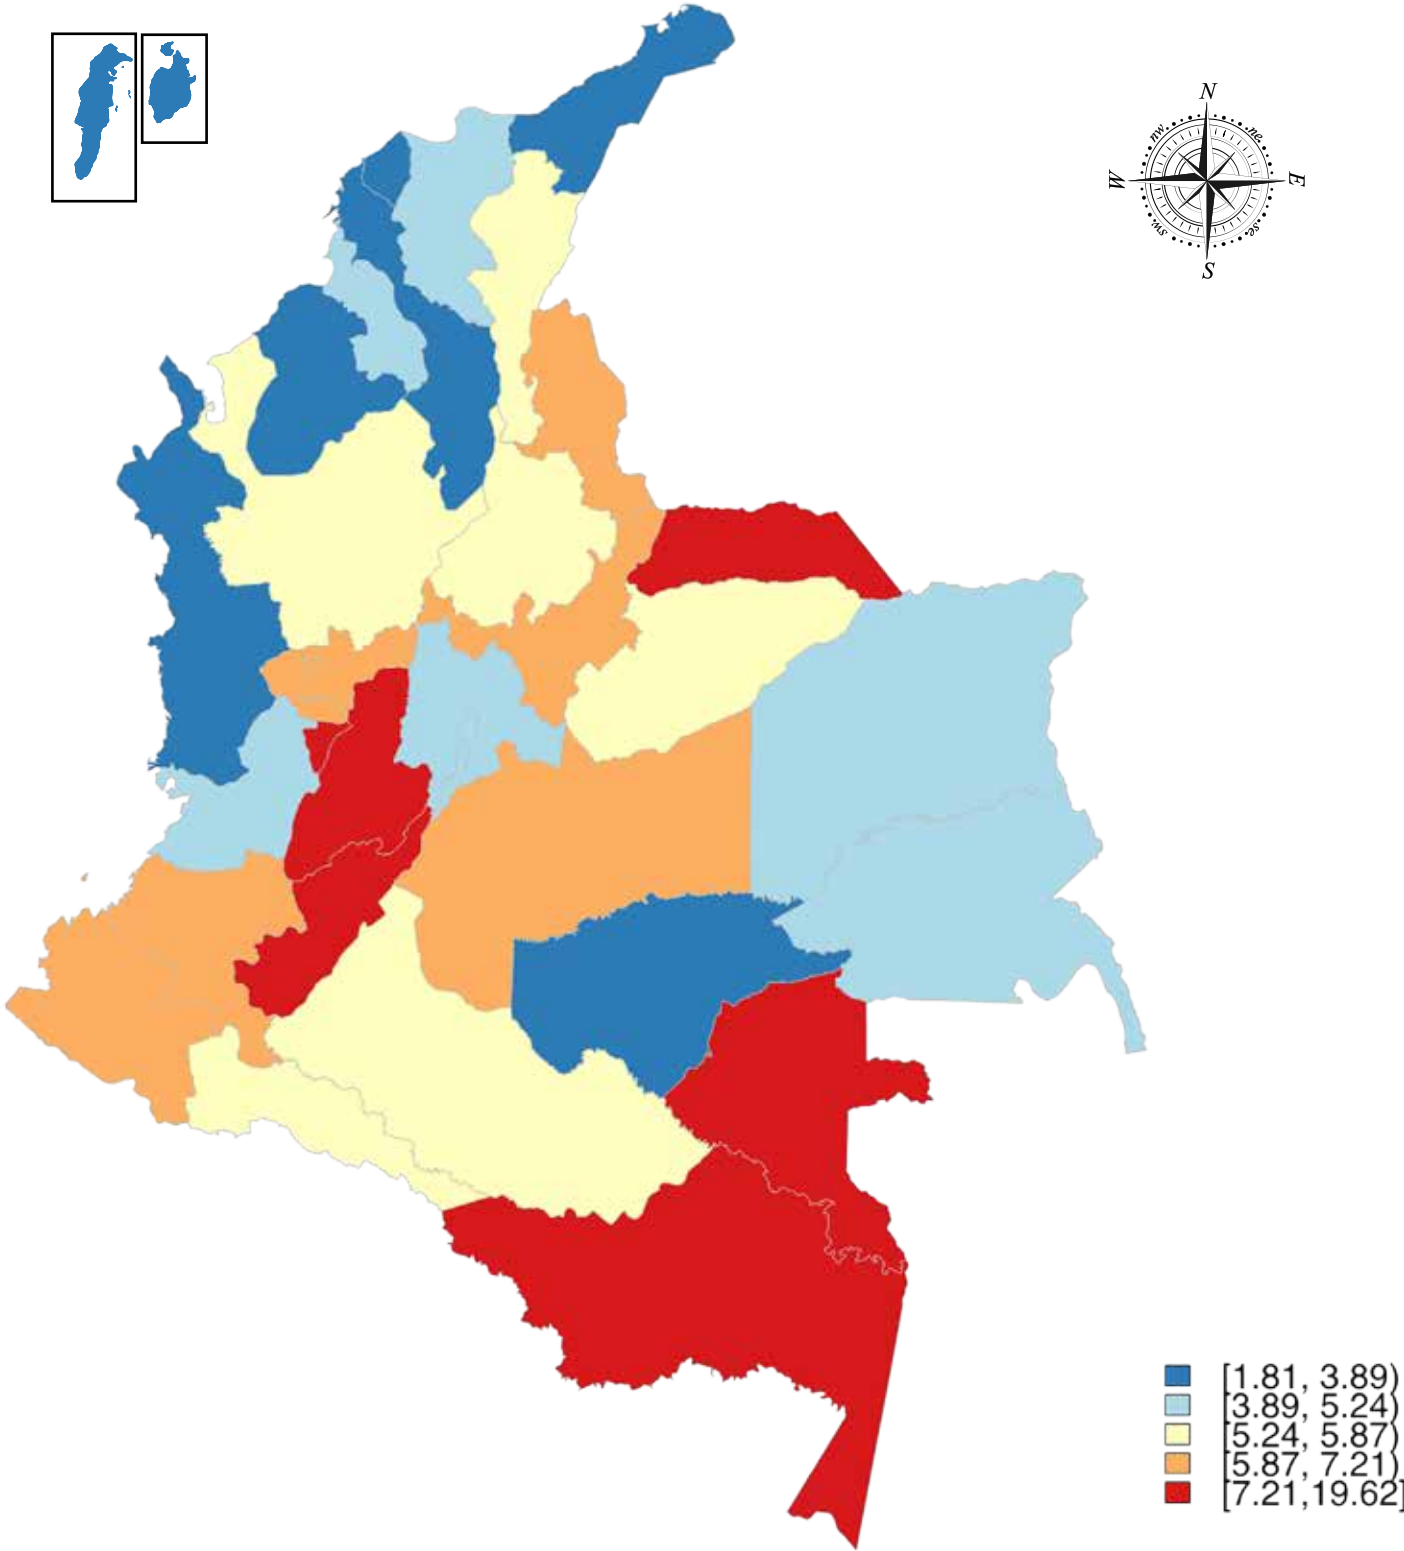 N
nw.
ne.
W
E
sw.
se.
S
[1.81, 3.89)
[3.89, 5.24)
[5.24, 5.87)
[5.87, 7.21)
[7.21,19.62]